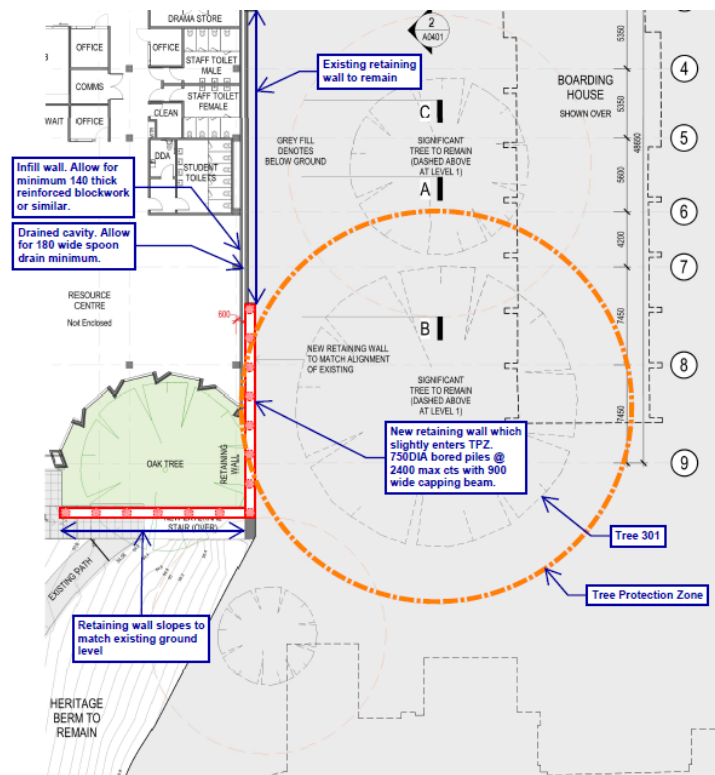 DRAMA STORE
OFFICE
OFFICE
STAFF TOILET
MALE
COMMS
STAFF TOILET
FEMALE
WAIT
OFFICE
CLEAN
DDA
STUDENT
TOILETS
Existing retaining
wall to remain
2
A0401
5350
4
BOARDING
HOUSE
SHOWN OVER
5350
C
5
48650
GREY FILL
DENOTES
BELOW GROUND
SIGNIFICANT
TREE TO REMAIN
(DASHED ABOVE
AT LEVEL 1)
5600
A
6
4200
7
Infill wall. Allow for
minimum 140 thick
reinforced blockwork
or similar.
Drained cavity. Allow
for 180 wide spoon
drain minimum.
RESOURCE
CENTRE
Not Enclosed
600
B
7450
NEW RETAINING WALL
TO MATCH ALIGNMENT
OF EXISTING
8
SIGNIFICANT
TREE TO REMAIN
(DASHED ABOVE
AT LEVEL 1)
7450
New retaining wall which
slightly enters TPZ.
750DIA bored piles @
2400 max cts with 900
wide capping beam.
OAK TREE
RETAINING
WALL
9
STAIR (OVER)
Tree 301
EXISTING PATH
Tree Protection Zone
Retaining wall slopes to
match existing ground
level
HERITAGE
BERM TO
REMAIN